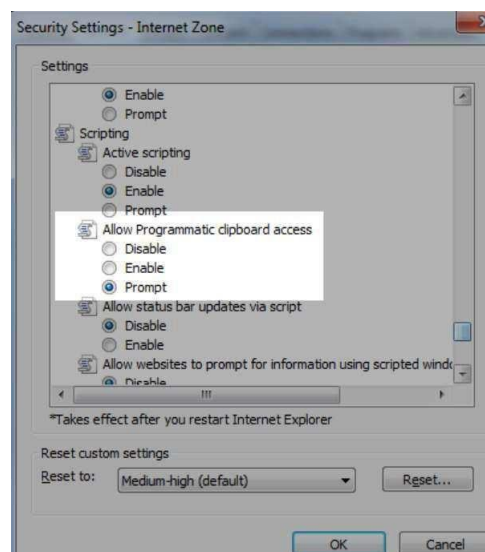 Security Settings - Internet Zone
Settings
Enable
Prompt
Scripting
Active scripting
Disable
Enable
Prompt
Allow Programmatic clipboard access
Disable
Enable
Prompt
Allow status bar updates via script
Disable
Enable
Allow websites to prompt for information using scripted
Disable
*Takes effect after you restart Internet Explorer
Reset custom settings
Reset to:
Medium-high (default)
Reset...
OK
Cancel